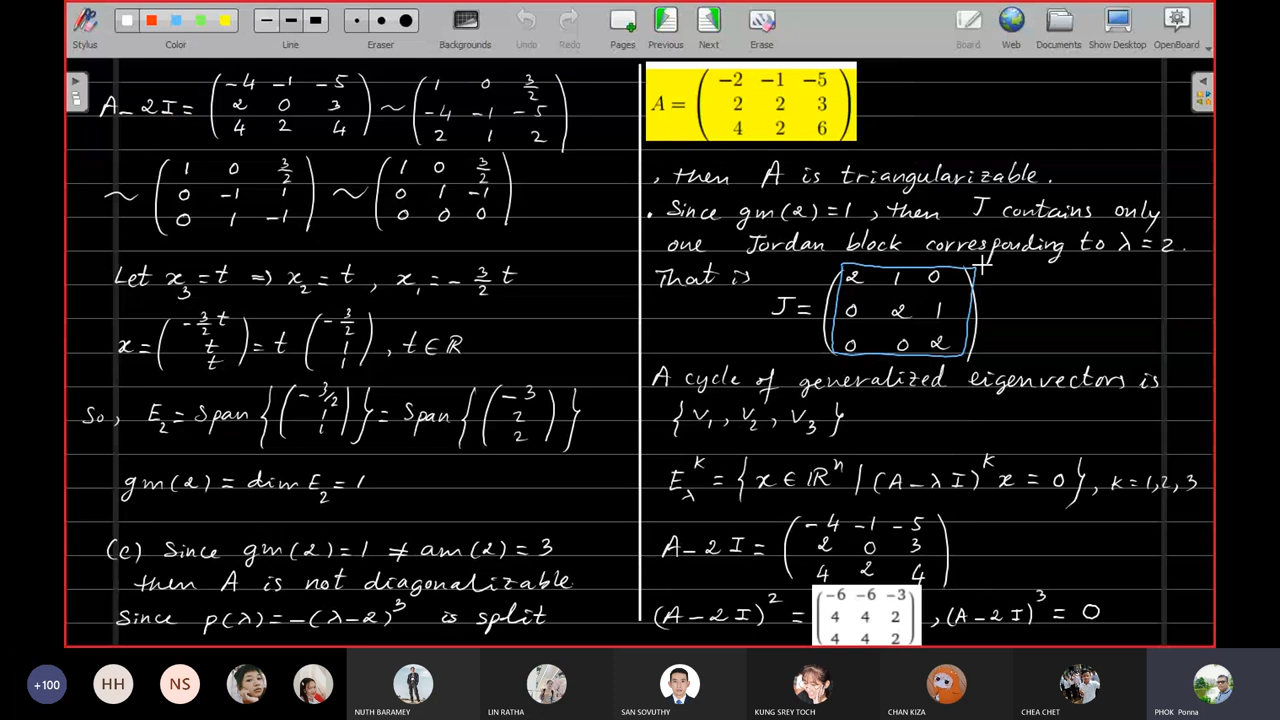 Stylus
Color
Line
Eraser
Backgrounds
Undo
Redo
Pages
Previous
Next
Erase
Board
Web
Documents
Show Desktop
OpenBoard
A - 2I = ( -4 -1 -5
2 0 3
4 2 4 ) ~ ( 1 0 3/2
-4 -1 -5
2 1 2 )
~ ( 1 0 3/2
0 -1 1
0 1 -1 ) ~ ( 1 0 3/2
0 1 -1
0 0 0 )
Let x₃ = t ⇒ x₂ = t , x₁ = - 3/2 t
x = ( -3/2 t
t
t ) = t ( -3/2
1
1 ) , t ∈ ℝ
So, E₂ = Span { ( -3/2
1
1 ) } = Span { ( -3
2
2 ) }
gm(2) = dim E₂ = 1
(c) Since gm(2) = 1 ≠ am(2) = 3
then A is not diagonalizable.
Since p(λ) = -(λ-2)³ is split
A = ( -2 -1 -5
2 2 3
4 2 6 )
, then A is triangularizable.
. Since gm(2) = 1 , then J contains only
one Jordan block corresponding to λ = 2.
That is
J = ( 2 1 0
0 2 1
0 0 2 )
A cycle of generalized eigenvectors is
{ v₁ , v₂ , v₃ }
E_λ^k = { x ∈ ℝⁿ | (A - λI)^k x = 0 }, k = 1, 2, 3
A - 2I = ( -4 -1 -5
2 0 3
4 2 4 )
(A - 2I)² = ( -6 -6 -3
4 4 2
4 4 2 ) , (A - 2I)³ = 0
+100
HH
NS
NUTH BARAMEY
LIN RATHA
SAN SOVUTHY
KUNG SREY TOCH
CHAN KIZA
CHEA CHET
PHOK Ponna